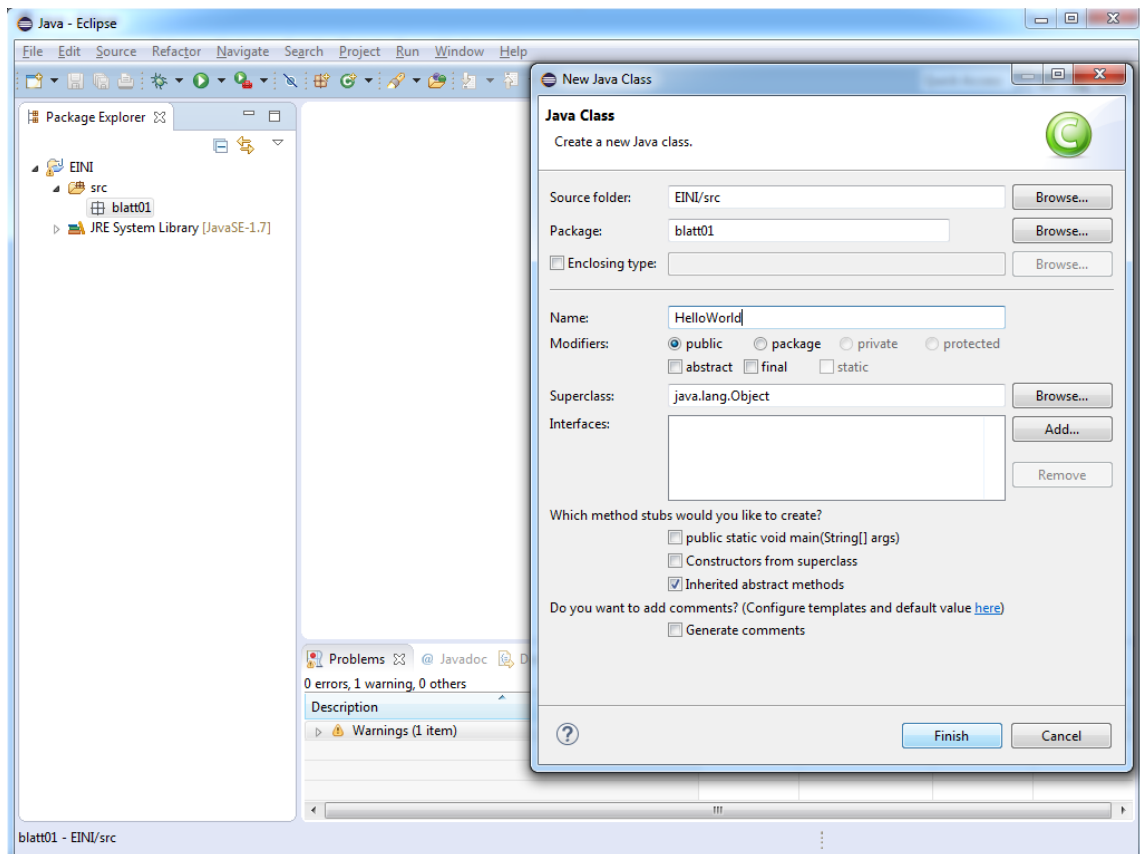 Java - Eclipse
File Edit Source Refactor Navigate Search Project Run Window Help
Package Explorer
EINI
src
blatt01
JRE System Library [JavaSE-1.7]
New Java Class
Java Class
Create a new Java class.
Source folder: EINI/src Browse...
Package: blatt01 Browse...
Enclosing type: Browse...
Name: HelloWorld
Modifiers: public package private protected
abstract final static
Superclass: java.lang.Object Browse...
Interfaces: Add...
Remove
Which method stubs would you like to create?
public static void main(String[] args)
Constructors from superclass
Inherited abstract methods
Do you want to add comments? (Configure templates and default value here)
Generate comments
Finish Cancel
Problems @ Javadoc D
0 errors, 1 warning, 0 others
Description
Warnings (1 item)
blatt01 - EINI/src